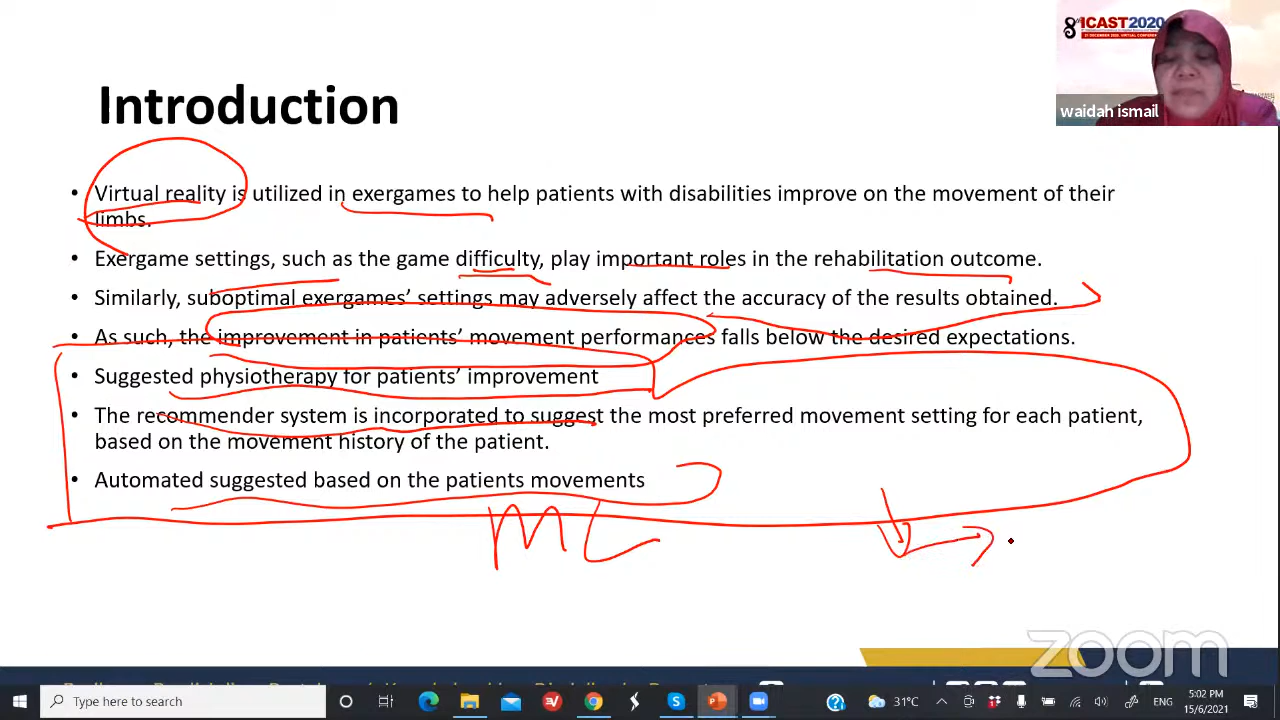 8th ICAST2020
21 DECEMBER 2020, VIRTUAL CONFERENCE
waidah ismail
Introduction
• Virtual reality is utilized in exergames to help patients with disabilities improve on the movement of their
limbs.
• Exergame settings, such as the game difficulty, play important roles in the rehabilitation outcome.
• Similarly, suboptimal exergames’ settings may adversely affect the accuracy of the results obtained.
• As such, the improvement in patients’ movement performances falls below the desired expectations.
• Suggested physiotherapy for patients’ improvement
• The recommender system is incorporated to suggest the most preferred movement setting for each patient,
based on the movement history of the patient.
• Automated suggested based on the patients movements
ML
zoom
Type here to search
31°C
ENG
5:02 PM
15/6/2021